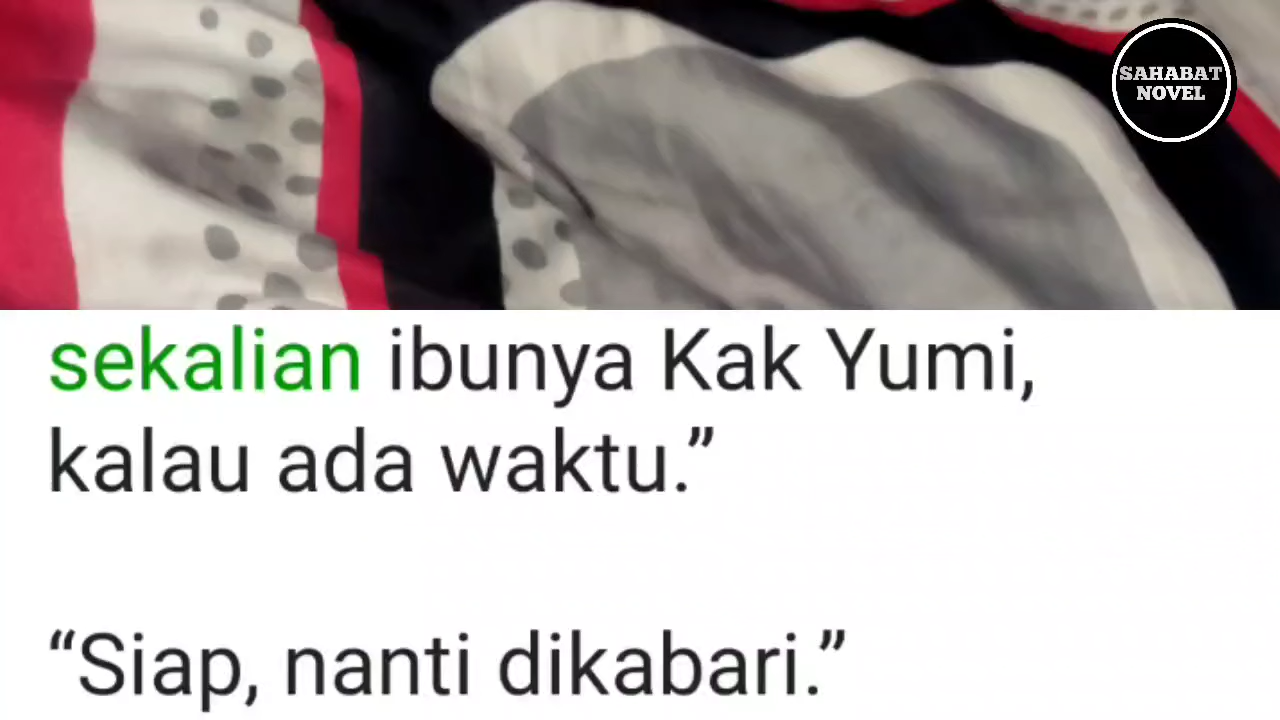 SAHABAT
NOVEL
sekalian ibunya Kak Yumi,
kalau ada waktu.”
“Siap, nanti dikabari.”